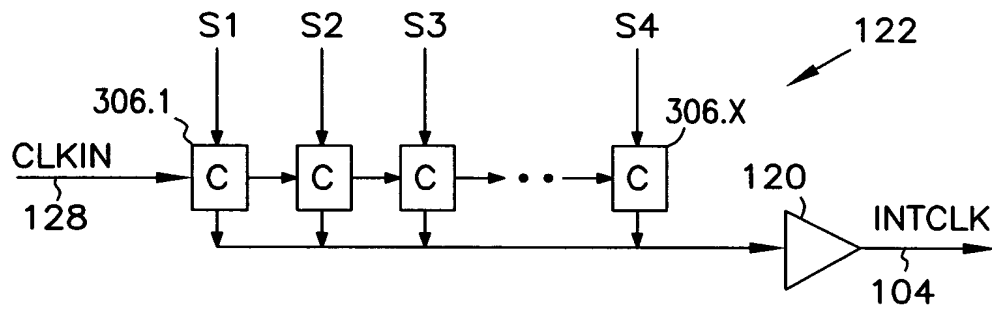 S1 S2 S3 S4
122
306.1 306.X
CLKIN C C C C
128
120
INTCLK
104